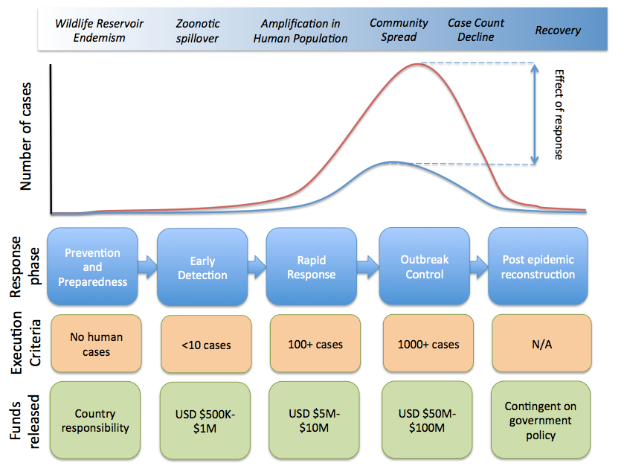 Wildlife Reservoir
Endemism
Zoonotic
spillover
Amplification in
Human Population
Community
Spread
Case Count
Decline
Recovery
Number of cases
Effect of response
Response
phase
Prevention
and
Preparedness
Early
Detection
Rapid
Response
Outbreak
Control
Post epidemic
reconstruction
Execution
Criteria
No human
cases
<10 cases
100+ cases
1000+ cases
N/A
Funds
released
Country
responsibility
USD $500K-
$1M
USD $5M-
$10M
USD $50M-
$100M
Contingent on
government
policy